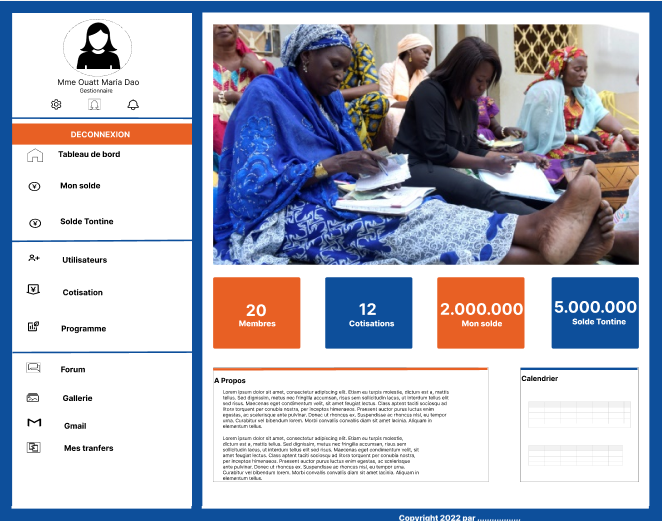 Mme Ouatt Maria Dao
Gestionnaire
DECONNEXION
Tableau de bord
Mon solde
Solde Tontine
Utilisateurs
Cotisation
Programme
Forum
Gallerie
Gmail
Mes tranfers
20
Membres
12
Cotisations
2.000.000
Mon solde
5.000.000
Solde Tontine
A Propos
Lorem ipsum dolor sit amet, consectetur adipiscing elit. Etiam eu turpis molestie, dictum est a, mattis
tellus. Sed dignissim, metus nec fringilla accumsan, risus sem sollicitudin lacus, ut interdum tellus elit
sed risus. Maecenas eget condimentum velit, sit amet feugiat lectus. Class aptent taciti sociosqu ad
litora torquent per conubia nostra, per inceptos himenaeos. Praesent auctor purus luctus enim
egestas, ac scelerisque ante pulvinar. Donec ut rhoncus ex. Suspendisse ac rhoncus nisl, eu tempor
urna. Curabitur vel bibendum lorem. Morbi convallis convallis diam sit amet lacinia. Aliquam in
elementum tellus.
Lorem ipsum dolor sit amet, consectetur adipiscing elit. Etiam eu turpis molestie,
dictum est a, mattis tellus. Sed dignissim, metus nec fringilla accumsan, risus sem
sollicitudin lacus, ut interdum tellus elit sed risus. Maecenas eget condimentum velit, sit
amet feugiat lectus. Class aptent taciti sociosqu ad litora torquent per conubia nostra,
per inceptos himenaeos. Praesent auctor purus luctus enim egestas, ac scelerisque
ante pulvinar. Donec ut rhoncus ex. Suspendisse ac rhoncus nisl, eu tempor urna.
Curabitur vel bibendum lorem. Morbi convallis convallis diam sit amet lacinia. Aliquam in
elementum tellus.
Calendrier
Copyright 2022 par .................